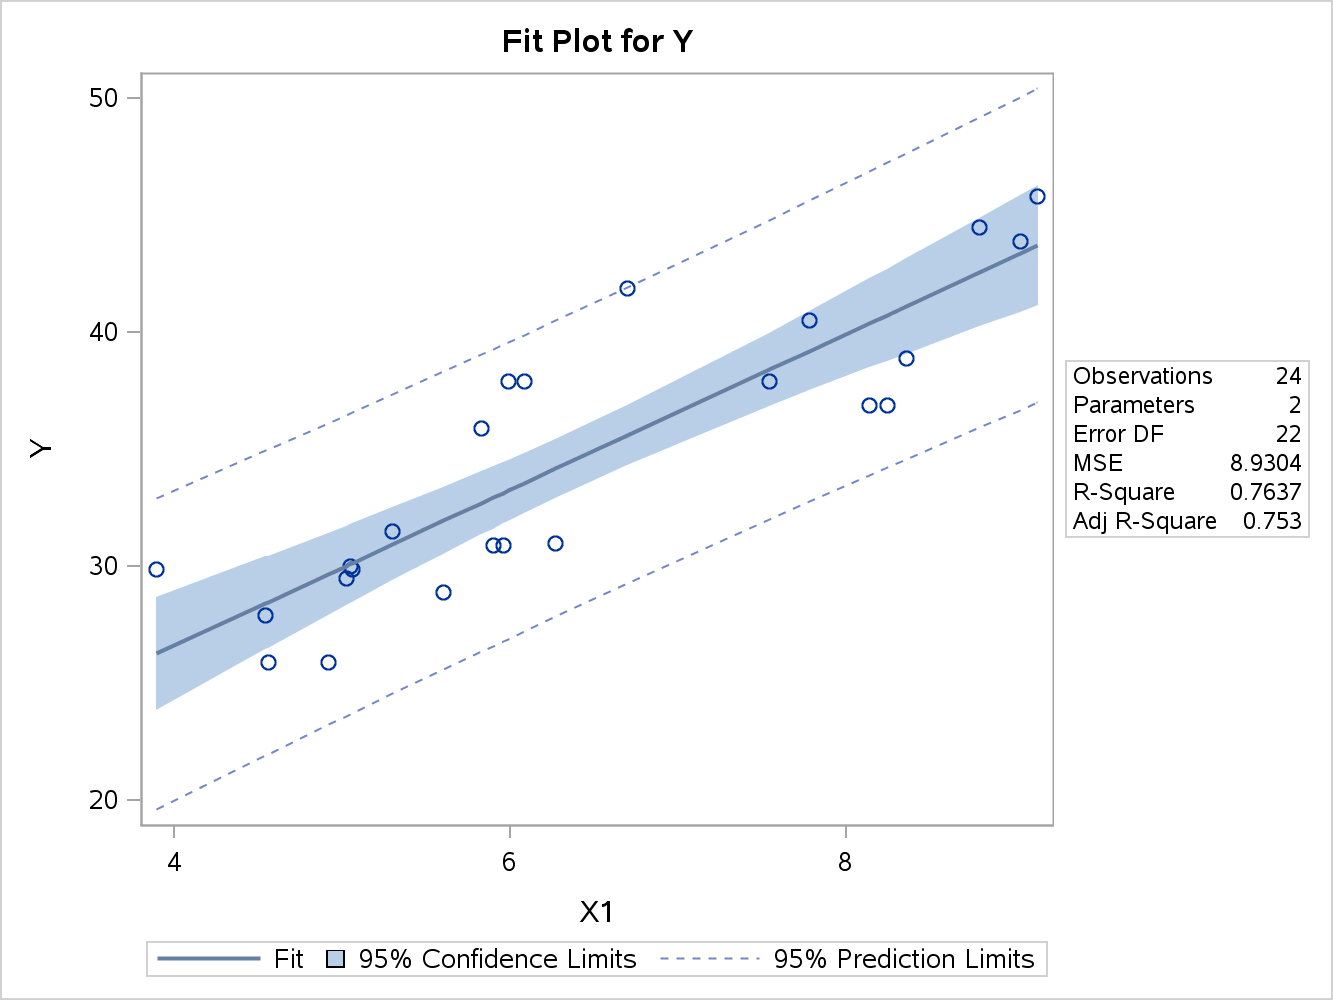 Fit Plot for Y
50
40
30
20
Y
4 6 8
X1
Observations 24
Parameters 2
Error DF 22
MSE 8.9304
R-Square 0.7637
Adj R-Square 0.753
Fit 95% Confidence Limits 95% Prediction Limits